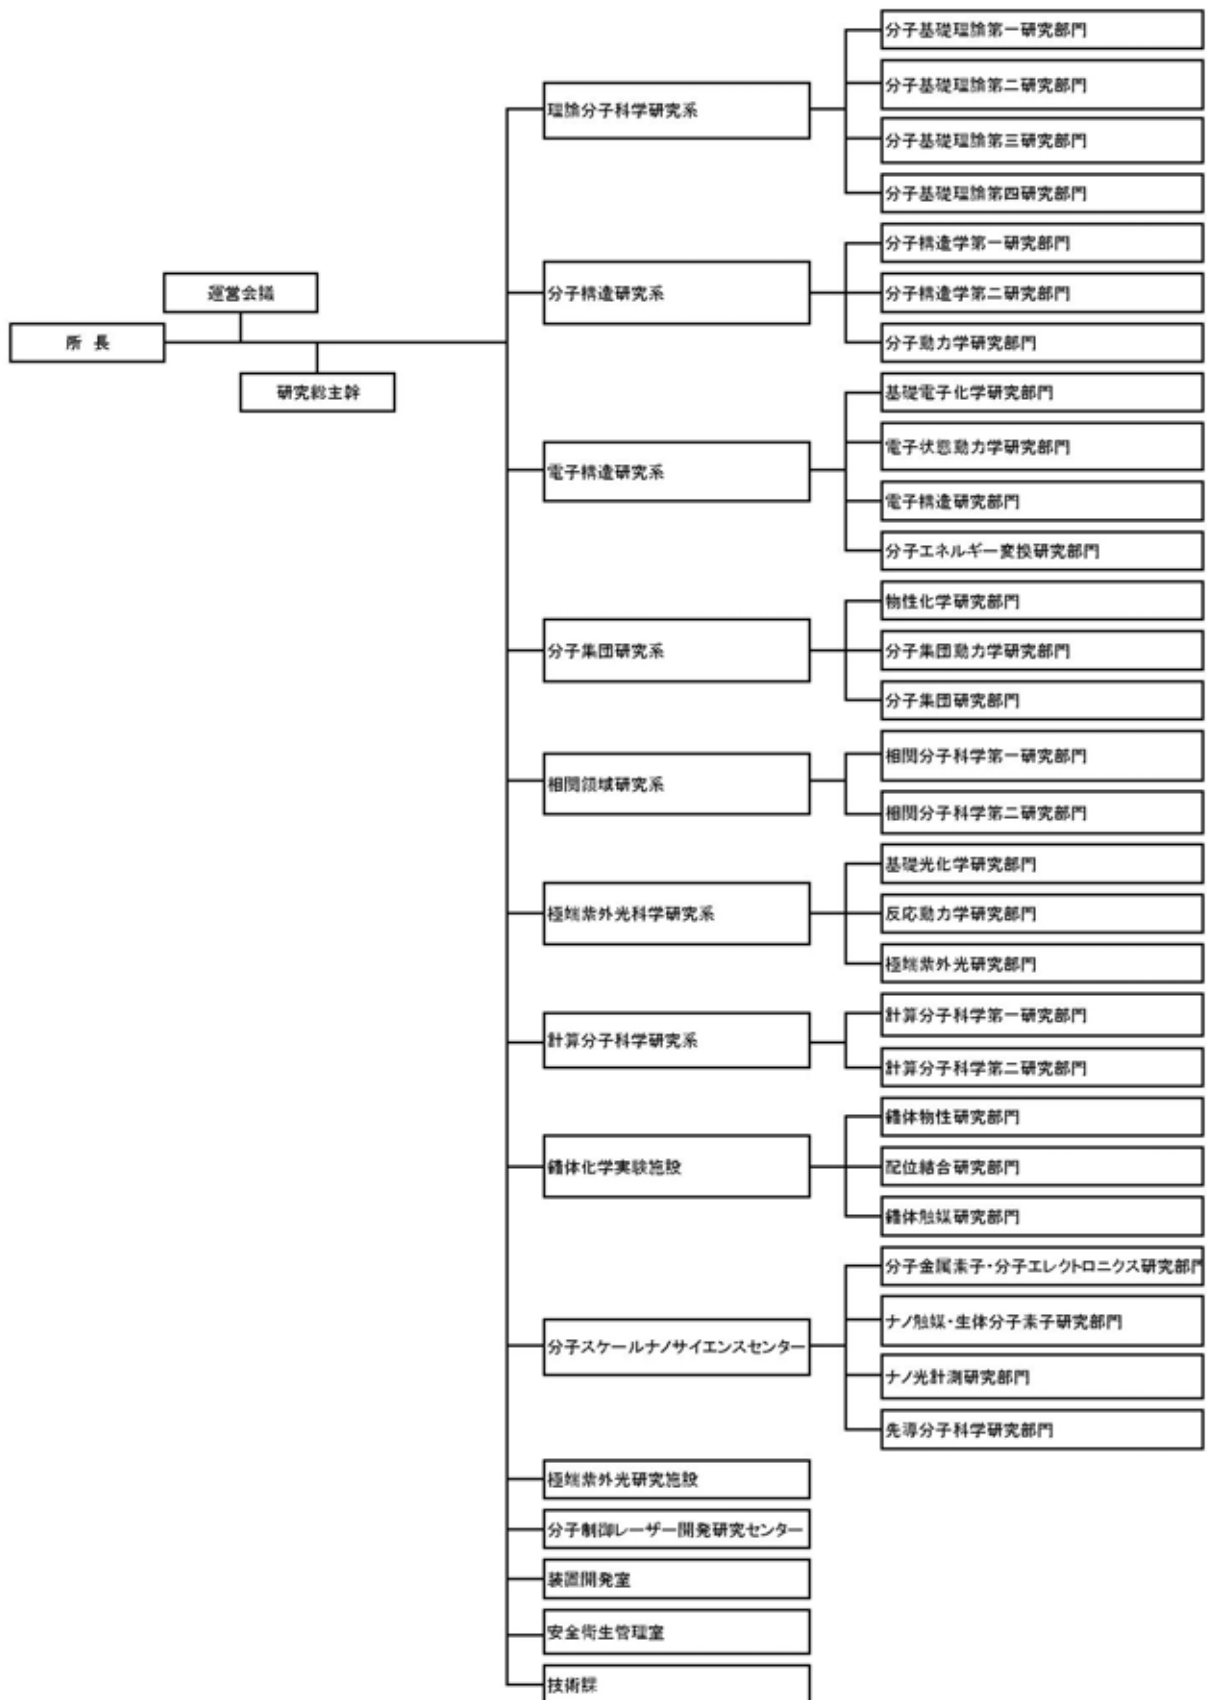 所 長
運営会議
研究総主幹
理論分子科学研究系
分子基礎理論第一研究部門
分子基礎理論第二研究部門
分子基礎理論第三研究部門
分子基礎理論第四研究部門
分子構造研究系
分子構造学第一研究部門
分子構造学第二研究部門
分子動力学研究部門
電子構造研究系
基礎電子化学研究部門
電子状態動力学研究部門
電子構造研究部門
分子エネルギー変換研究部門
分子集団研究系
物性化学研究部門
分子集団動力学研究部門
分子集団研究部門
相関領域研究系
相関分子科学第一研究部門
相関分子科学第二研究部門
極端紫外光科学研究系
基礎光化学研究部門
反応動力学研究部門
極端紫外光研究部門
計算分子科学研究系
計算分子科学第一研究部門
計算分子科学第二研究部門
錯体化学実験施設
錯体物性研究部門
配位結合研究部門
錯体触媒研究部門
分子スケールナノサイエンスセンター
分子金属素子・分子エレクトロニクス研究部門
ナノ触媒・生体分子素子研究部門
ナノ光計測研究部門
先導分子科学研究部門
極端紫外光研究施設
分子制御レーザー開発研究センター
装置開発室
安全衛生管理室
技術課